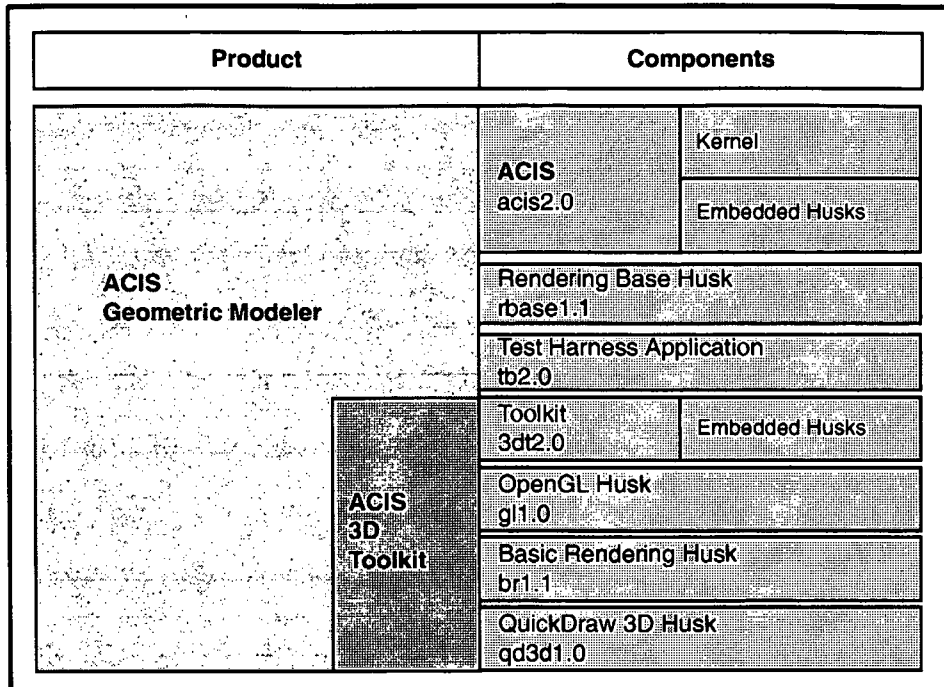 Product
Components
ACIS
Geometric Modeler
ACIS
3D
Toolkit
ACIS
acis2.0
Kernel
Embedded Husks
Rendering Base Husk
rbase1.1
Test Harness Application
tb2.0
Toolkit
3dt2.0
Embedded Husks
OpenGL Husk
gl1.0
Basic Rendering Husk
br1.1
QuickDraw 3D Husk
qd3d1.0